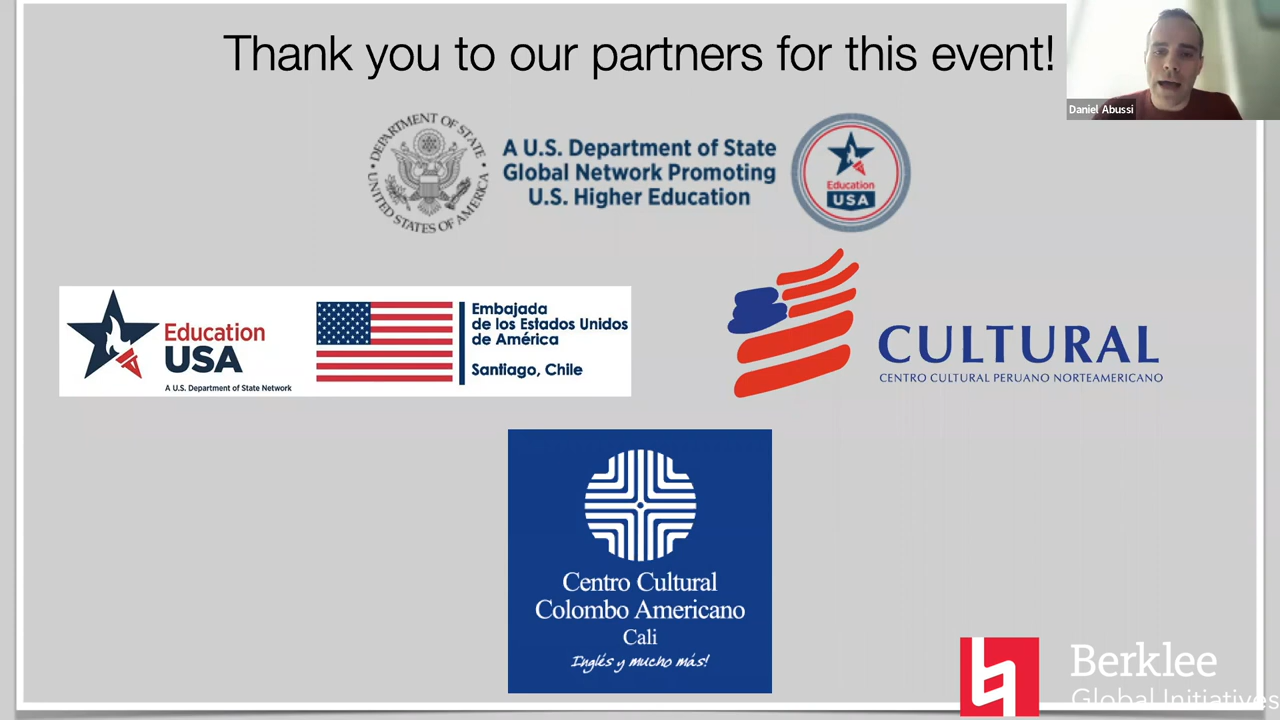 Thank you to our partners for this event!
Daniel Abussi
DEPARTMENT OF STATE
UNITED STATES OF AMERICA
A U.S. Department of State
Global Network Promoting
U.S. Higher Education
Education
USA
Education
USA
A U.S. Department of State Network
Embajada
de los Estados Unidos
de América
Santiago, Chile
CULTURAL
CENTRO CULTURAL PERUANO NORTEAMERICANO
Centro Cultural
Colombo Americano
Cali
Inglés y mucho más!
Berklee
Global Initiatives